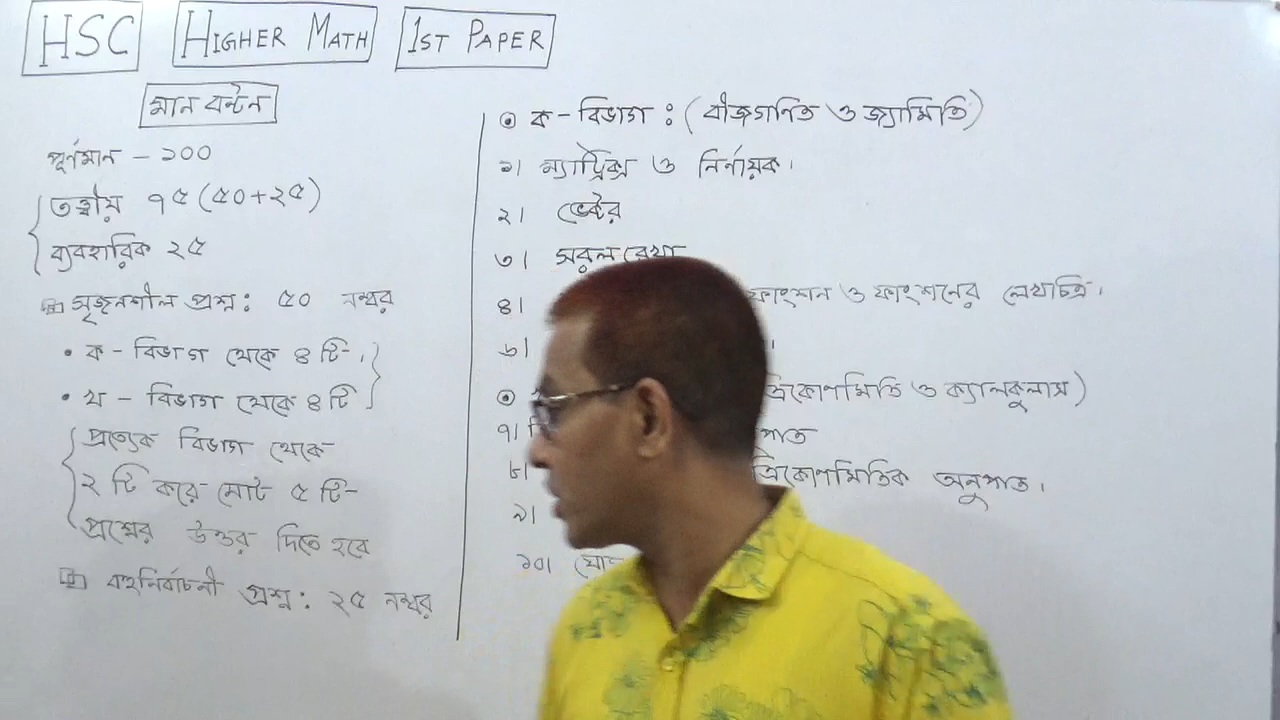 HSC HIGHER MATH 1ST PAPER
মান বন্টন
পূর্ণমান - ১০০
তত্ত্বীয় ৭৫ (৫০+২৫)
ব্যবহারিক ২৫
সৃজনশীল প্রশ্ন: ৫০ নম্বর
• ক - বিভাগ থেকে ৪ টি।
• খ - বিভাগ থেকে ৪ টি
প্রত্যেক বিভাগ থেকে
২ টি করে মোট ৫ টি
প্রশ্নের উত্তর দিতে হবে
বহুনির্বাচনী প্রশ্ন: ২৫ নম্বর
ক - বিভাগ : (বীজগণিত ও জ্যামিতি)
১। ম্যাট্রিক্স ও নির্নায়ক।
২। ভেক্টর
৩। সরল রেখা
৪। ফাংশন ও ফাংশনের লেখচিত্র।
৬।
ত্রিকোণমিতি ও ক্যালকুলাস)
৭। পাত
৮। ত্রিকোণমিতিক অনুপাত।
৯।
১০।